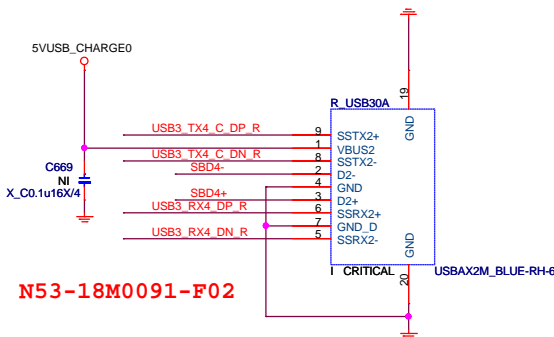 5VUSB_CHARGE0
19
R_USB30A
GND
USB3_TX4_C_DP_R 9 SSTX2+
1 VBUS2
USB3_TX4_C_DN_R 8 SSTX2-
C669 SBD4- 2 D2-
NI 4 GND
X_C0.1u16X/4 SBD4+ 3 D2+
USB3_RX4_DP_R 6 SSRX2+
7 GND_D
USB3_RX4_DN_R 5 SSRX2-
GND
I CRITICAL 20 USBAX2M_BLUE-RH-6
N53-18M0091-F02